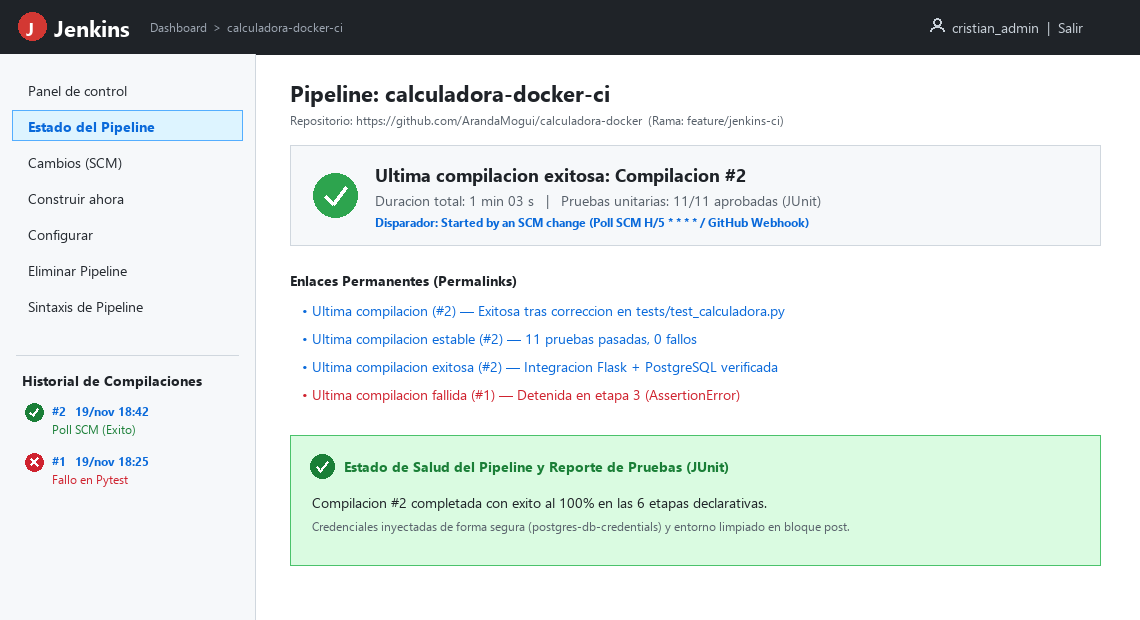 J Jenkins
Dashboard > calculadora-docker-ci
cristian_admin | Salir
Panel de control
Estado del Pipeline
Cambios (SCM)
Construir ahora
Configurar
Eliminar Pipeline
Sintaxis de Pipeline
Historial de Compilaciones
#2 19/nov 18:42
Poll SCM (Exito)
#1 19/nov 18:25
Fallo en Pytest
Pipeline: calculadora-docker-ci
Repositorio: https://github.com/ArandaMogui/calculadora-docker (Rama: feature/jenkins-ci)
Ultima compilacion exitosa: Compilacion #2
Duracion total: 1 min 03 s | Pruebas unitarias: 11/11 aprobadas (JUnit)
Disparador: Started by an SCM change (Poll SCM H/5 * * * * / GitHub Webhook)
Enlaces Permanentes (Permalinks)
• Ultima compilacion (#2) — Exitosa tras correccion en tests/test_calculadora.py
• Ultima compilacion estable (#2) — 11 pruebas pasadas, 0 fallos
• Ultima compilacion exitosa (#2) — Integracion Flask + PostgreSQL verificada
• Ultima compilacion fallida (#1) — Detenida en etapa 3 (AssertionError)
Estado de Salud del Pipeline y Reporte de Pruebas (JUnit)
Compilacion #2 completada con exito al 100% en las 6 etapas declarativas.
Credenciales inyectadas de forma segura (postgres-db-credentials) y entorno limpiado en bloque post.